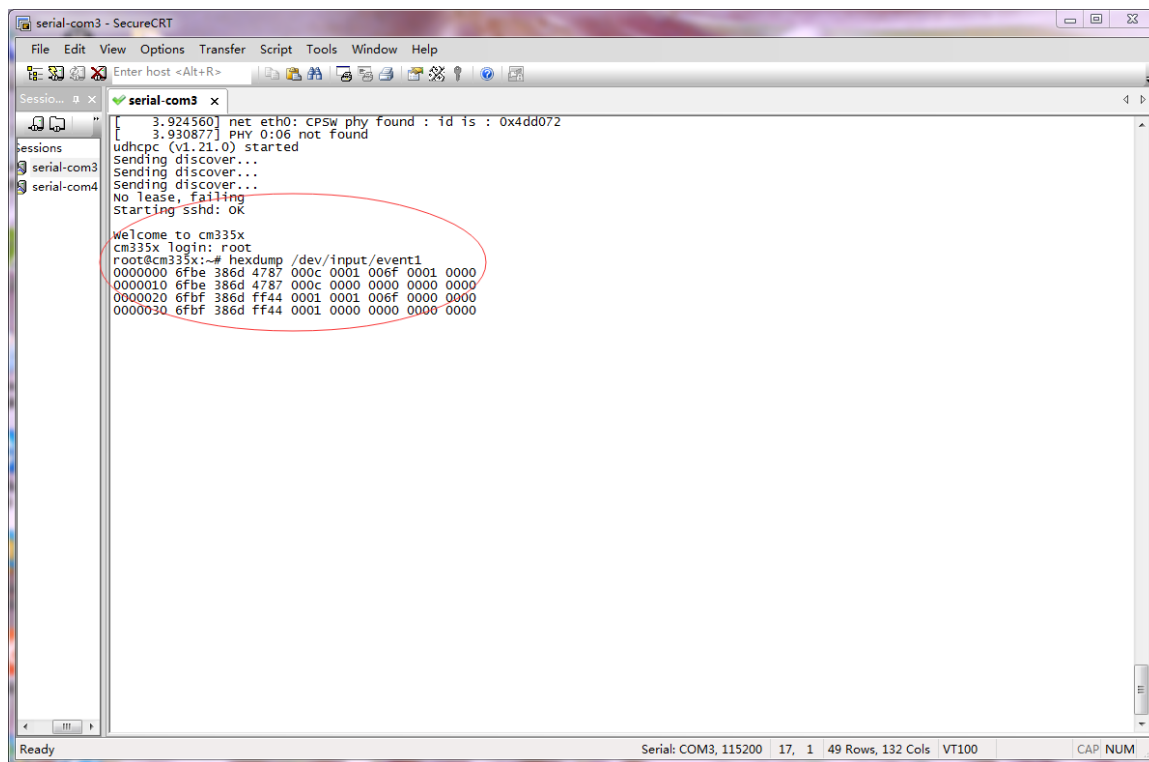 serial-com3 - SecureCRT
File Edit View Options Transfer Script Tools Window Help
Enter host <Alt+R>
Sessio...
serial-com3
Sessions
serial-com3
serial-com4
[    3.924560] net eth0: CPSW phy found : id is : 0x4dd072
[    3.930877] PHY 0:06 not found
udhcpc (v1.21.0) started
Sending discover...
Sending discover...
Sending discover...
No lease, failing
Starting sshd: OK
Welcome to cm335x
cm335x login: root
root@cm335x:~# hexdump /dev/input/event1
0000000 6fbe 386d 4787 000c 0001 006f 0001 0000
0000010 6fbe 386d 4787 000c 0000 0000 0000 0000
0000020 6fbf 386d ff44 0001 0001 006f 0000 0000
0000030 6fbf 386d ff44 0001 0000 0000 0000 0000
Ready
Serial: COM3, 115200 17, 1 49 Rows, 132 Cols VT100 CAP NUM